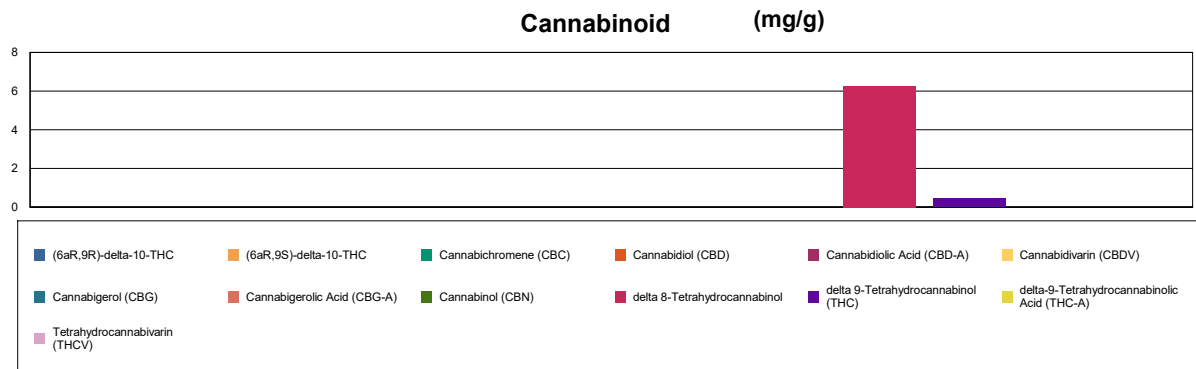 Cannabinoid (mg/g)
8
6
4
2
0
(6aR,9R)-delta-10-THC
(6aR,9S)-delta-10-THC
Cannabichromene (CBC)
Cannabidiol (CBD)
Cannabidiolic Acid (CBD-A)
Cannabidivarin (CBDV)
Cannabigerol (CBG)
Cannabigerolic Acid (CBG-A)
Cannabinol (CBN)
delta 8-Tetrahydrocannabinol
delta 9-Tetrahydrocannabinol
(THC)
delta-9-Tetrahydrocannabinolic
Acid (THC-A)
Tetrahydrocannabivarin
(THCV)